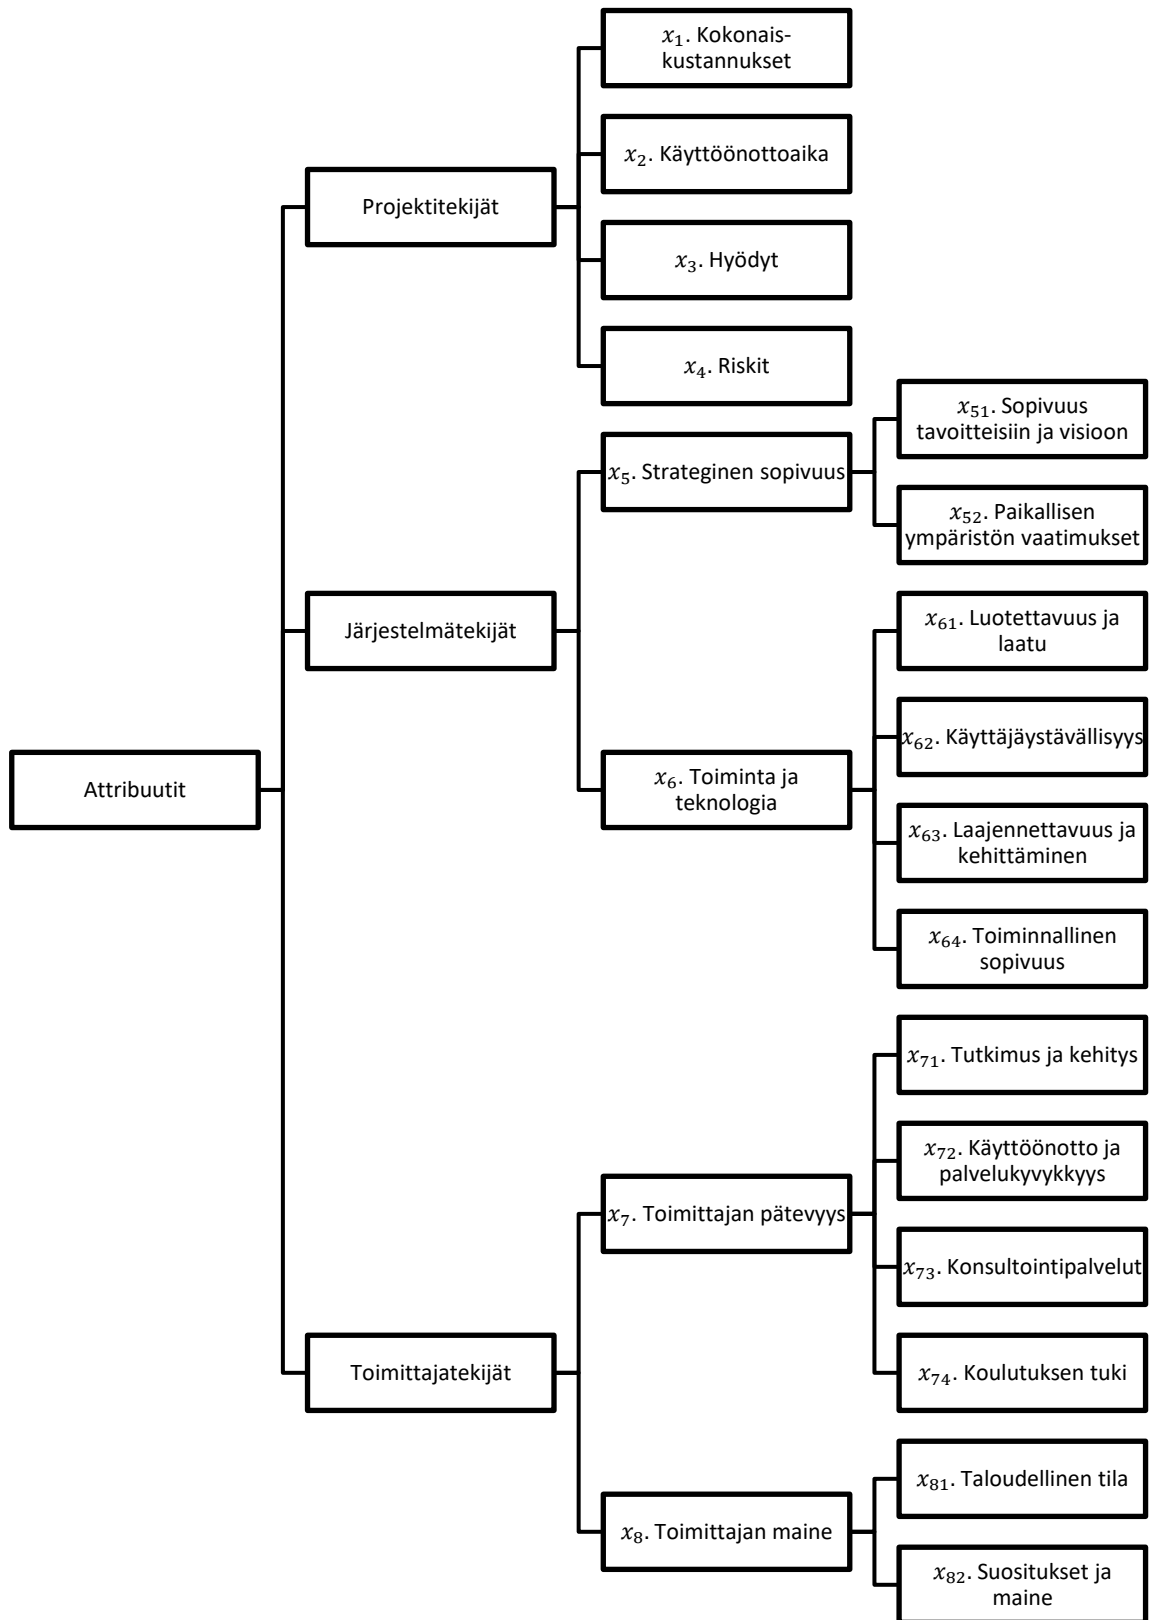 x₁. Kokonais-
kustannukset
x₂. Käyttöönottoaika
Projektitekijät
x₃. Hyödyt
x₄. Riskit
x₅₁. Sopivuus
tavoitteisiin ja visioon
x₅. Strateginen sopivuus
x₅₂. Paikallisen
ympäristön vaatimukset
Järjestelmätekijät
x₆₁. Luotettavuus ja
laatu
x₆₂. Käyttäjäystävällisyys
Attribuutit
x₆. Toiminta ja
teknologia
x₆₃. Laajennettavuus ja
kehittäminen
x₆₄. Toiminnallinen
sopivuus
x₇₁. Tutkimus ja kehitys
x₇₂. Käyttöönotto ja
palvelukyvykkyys
x₇. Toimittajan pätevyys
x₇₃. Konsultointipalvelut
Toimittajatekijät
x₇₄. Koulutuksen tuki
x₈₁. Taloudellinen tila
x₈. Toimittajan maine
x₈₂. Suositukset ja
maine